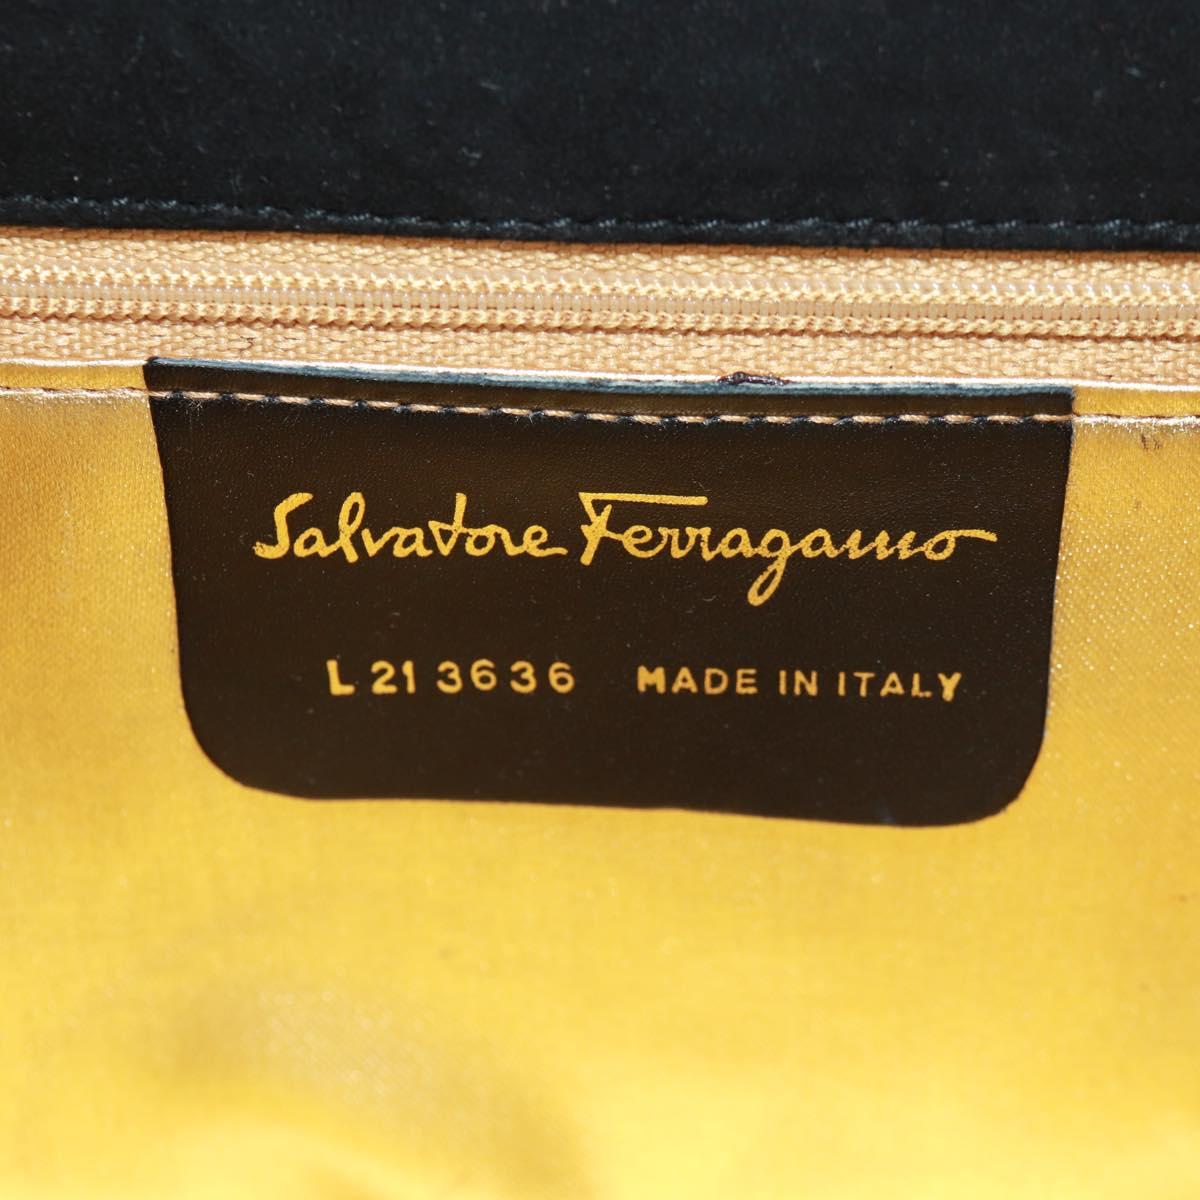 Salvatore Ferragamo
L 21 3636 MADE IN ITALY